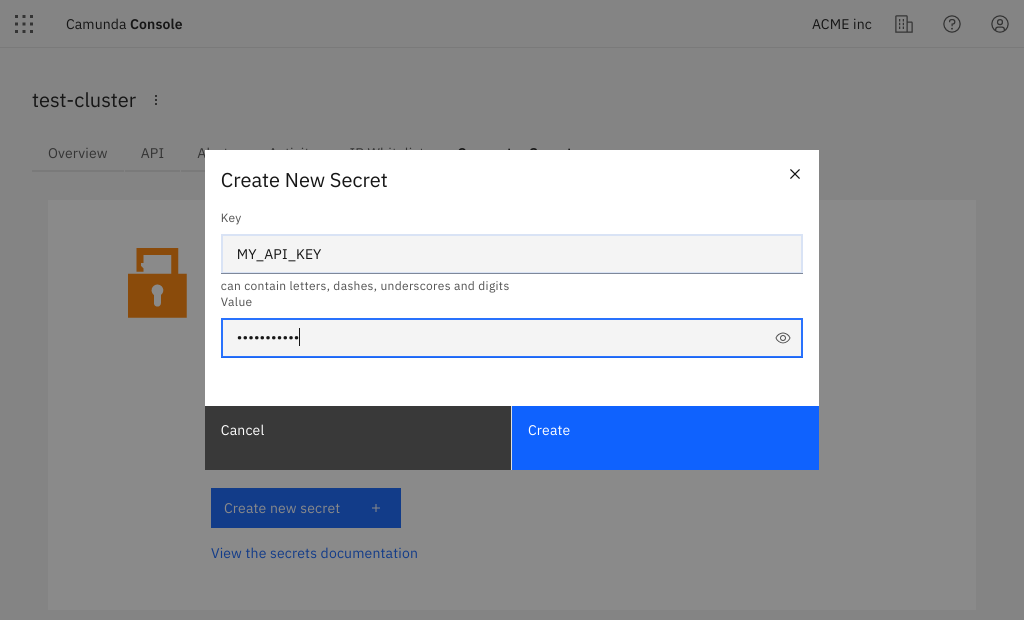 Camunda Console
ACME inc
test-cluster
Overview
API
Create New Secret
Key
MY_API_KEY
can contain letters, dashes, underscores and digits
Value
•••••••••••
Cancel
Create
Create new secret +
View the secrets documentation